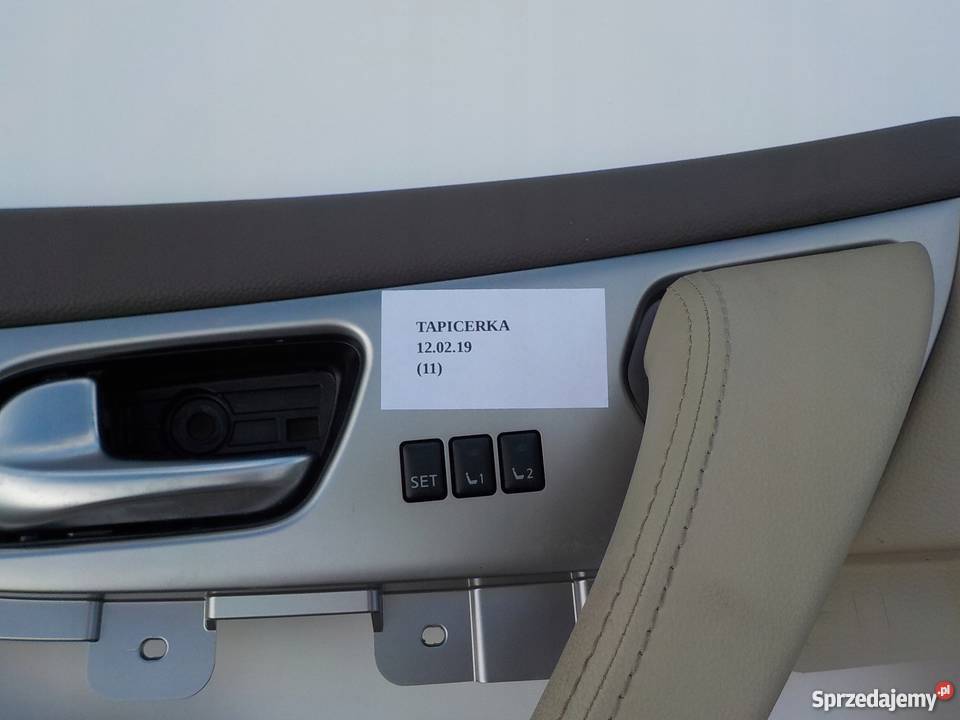 TAPICERKA
12.02.19
(11)
SET 1 2
Sprzedajemy.pl